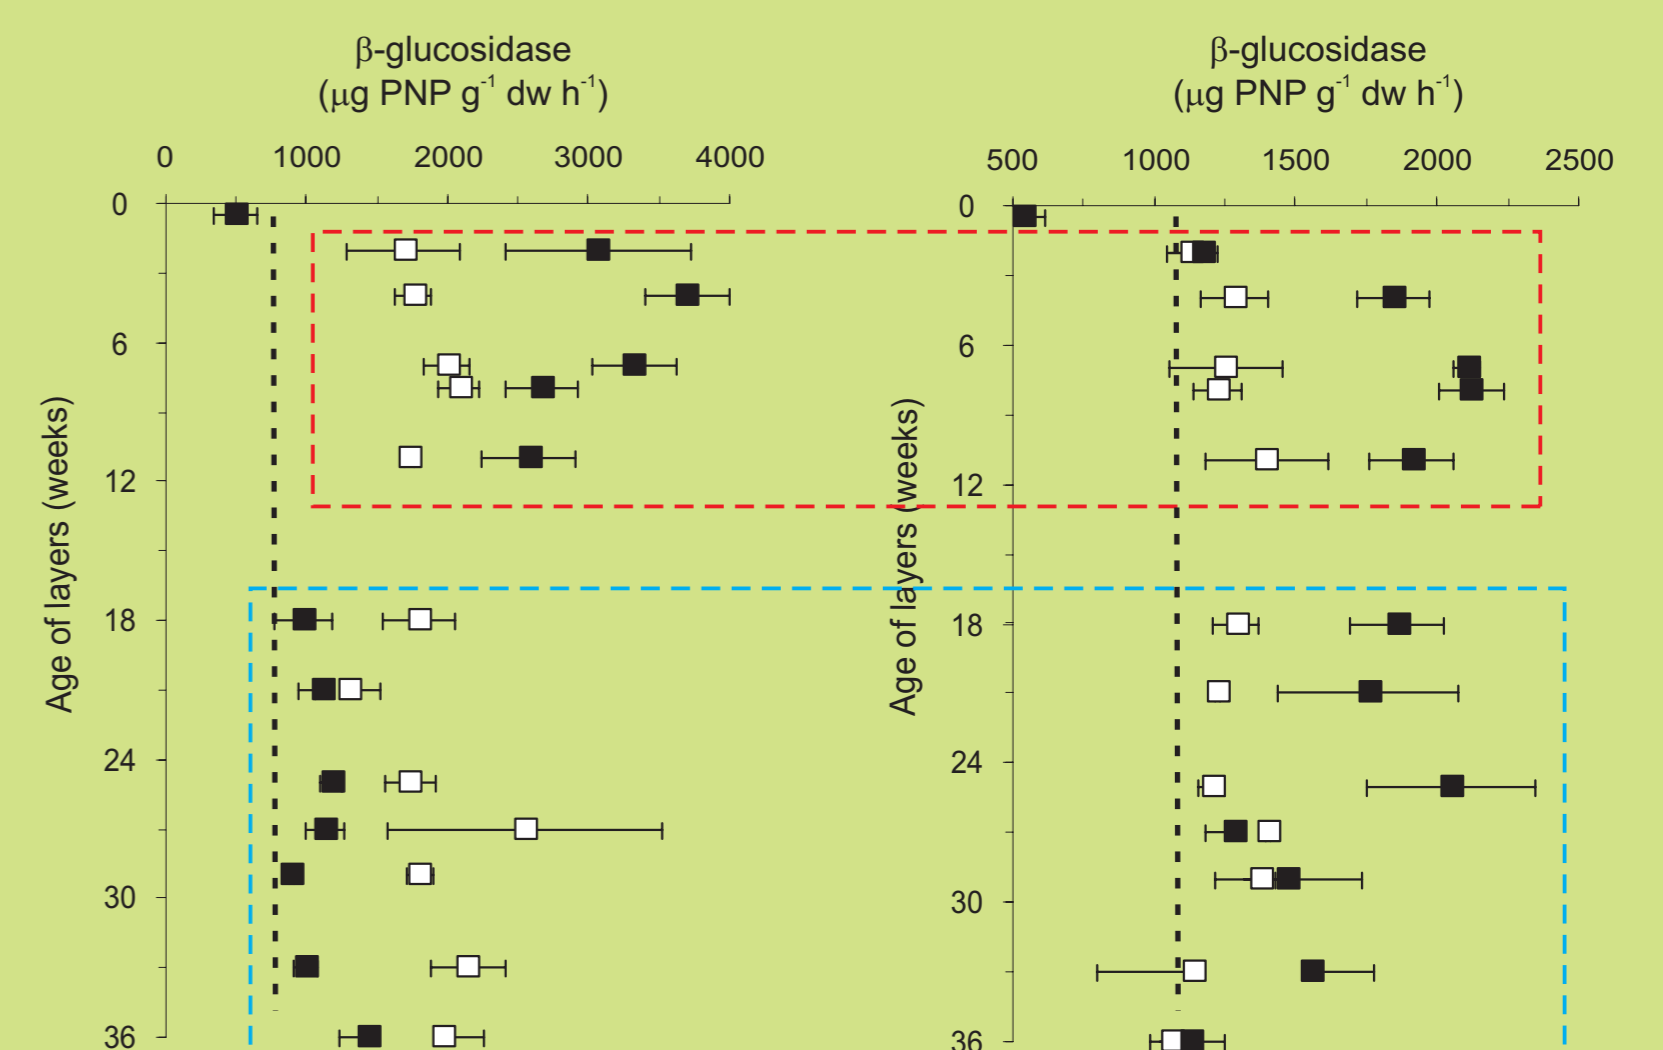 β-glucosidase
(μg PNP g⁻¹ dw h⁻¹)
0 1000 2000 3000 4000
0
6
12
18
24
30
36
Age of layers (weeks)
β-glucosidase
(μg PNP g⁻¹ dw h⁻¹)
500 1000 1500 2000 2500
0
6
12
18
24
30
36
Age of layers (weeks)